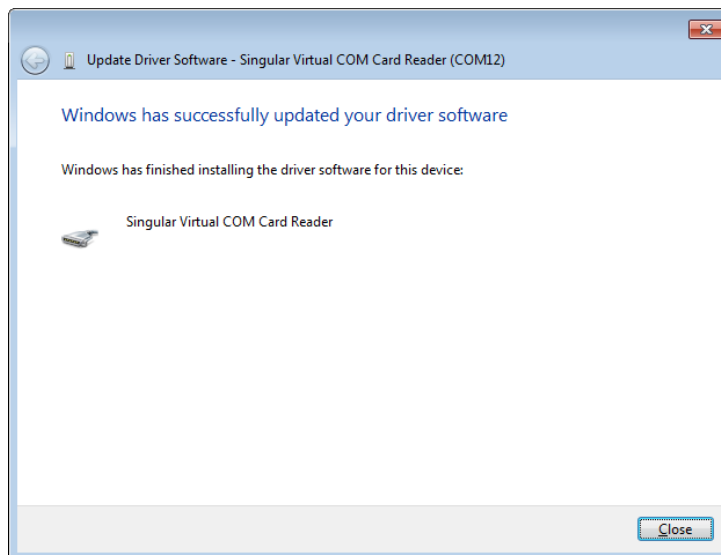 Update Driver Software - Singular Virtual COM Card Reader (COM12)
Windows has successfully updated your driver software
Windows has finished installing the driver software for this device:
Singular Virtual COM Card Reader
Close